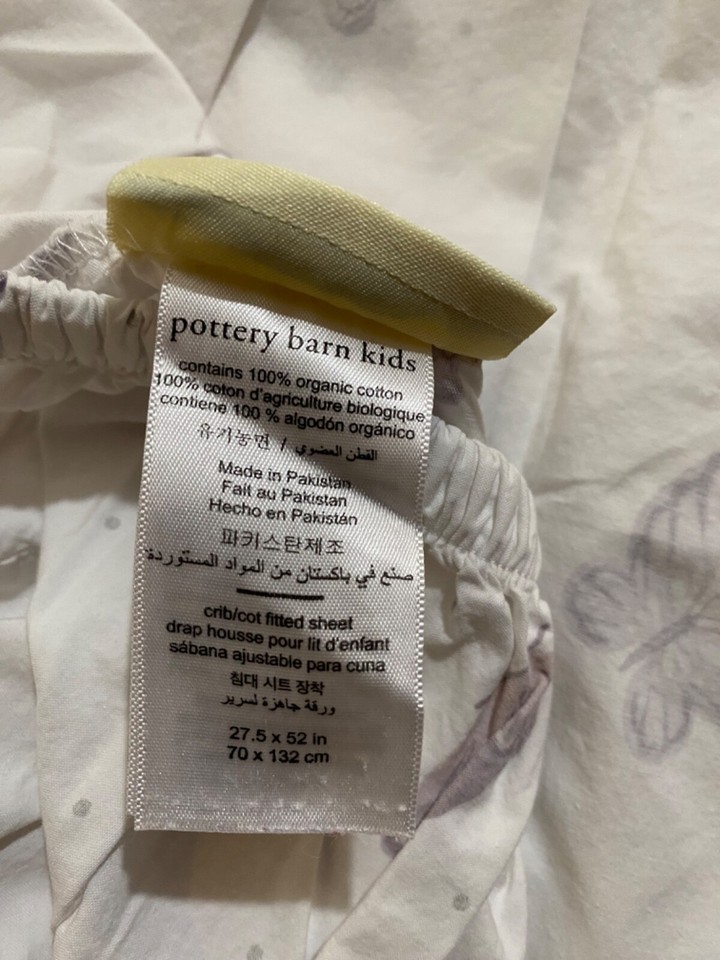 pottery barn kids
contains 100% organic cotton
100% coton d'agriculture biologique
contiene 100 % algodón orgánico
유기농면 / القطن العضوي
Made in Pakistan
Fait au Pakistan
Hecho en Pakistán
파키스탄제조
صنع في باكستان من المواد المستوردة
crib/cot fitted sheet
drap housse pour lit d'enfant
sábana ajustable para cuna
침대 시트 장착
ورقة جاهزة لسرير
27.5 x 52 in
70 x 132 cm